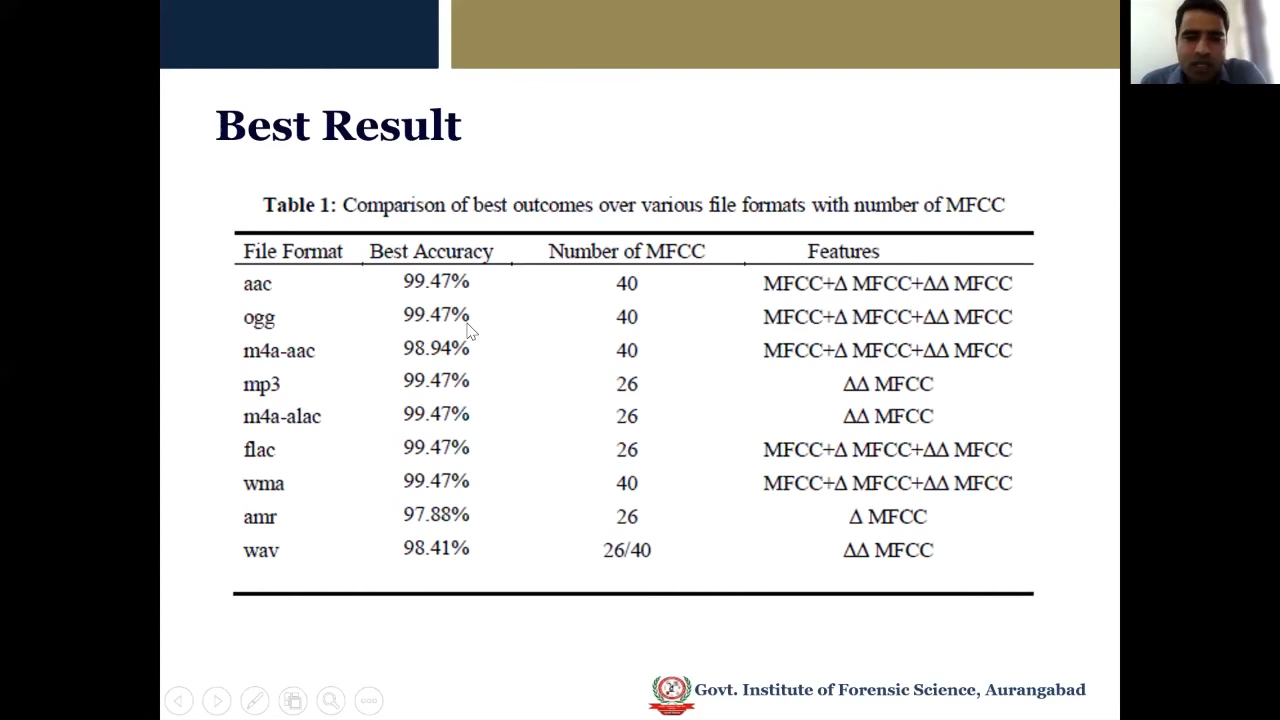 Best Result
Table 1: Comparison of best outcomes over various file formats with number of MFCC
File Format Best Accuracy Number of MFCC Features
aac 99.47% 40 MFCC+Δ MFCC+ΔΔ MFCC
ogg 99.47% 40 MFCC+Δ MFCC+ΔΔ MFCC
m4a-aac 98.94% 40 MFCC+Δ MFCC+ΔΔ MFCC
mp3 99.47% 26 ΔΔ MFCC
m4a-alac 99.47% 26 ΔΔ MFCC
flac 99.47% 26 MFCC+Δ MFCC+ΔΔ MFCC
wma 99.47% 40 MFCC+Δ MFCC+ΔΔ MFCC
amr 97.88% 26 Δ MFCC
wav 98.41% 26/40 ΔΔ MFCC
Govt. Institute of Forensic Science, Aurangabad